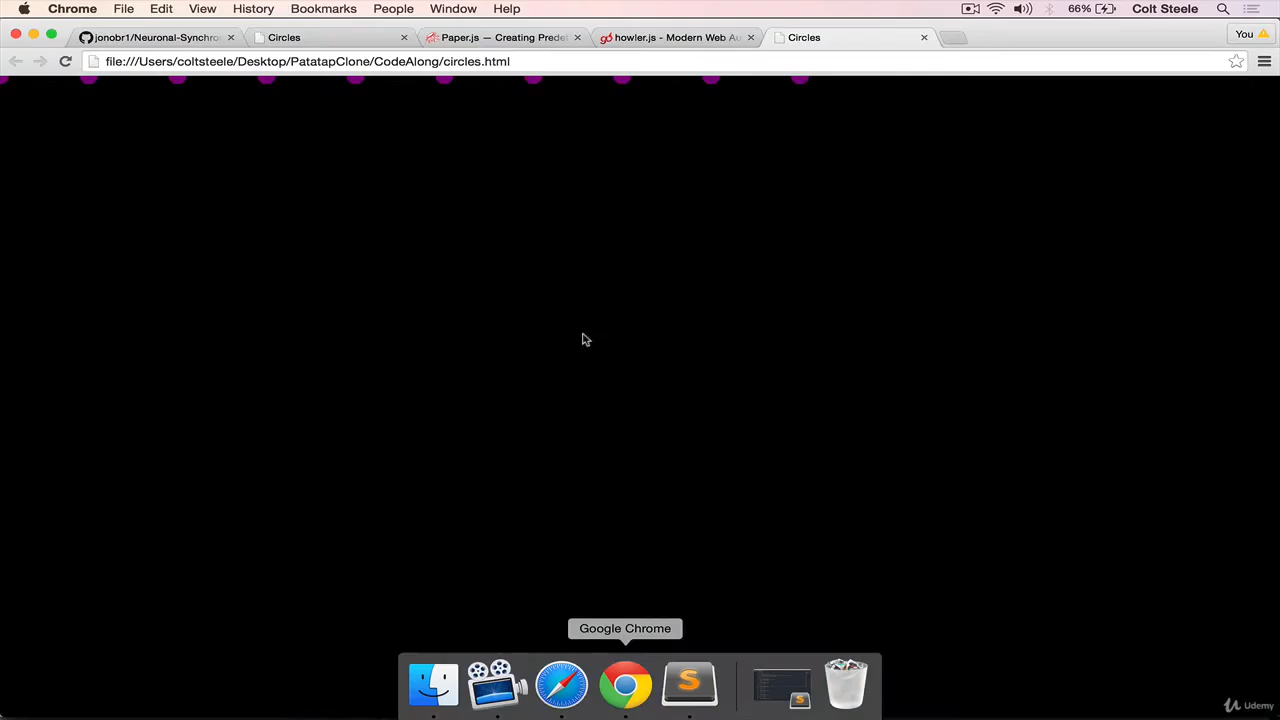 Chrome File Edit View History Bookmarks People Window Help 66% Colt Steele
jonobr1/Neuronal-Synchro Circles Paper.js — Creating Predef howler.js - Modern Web Au Circles You
file:///Users/coltsteele/Desktop/PatatapClone/CodeAlong/circles.html
Google Chrome
S
S
Udemy